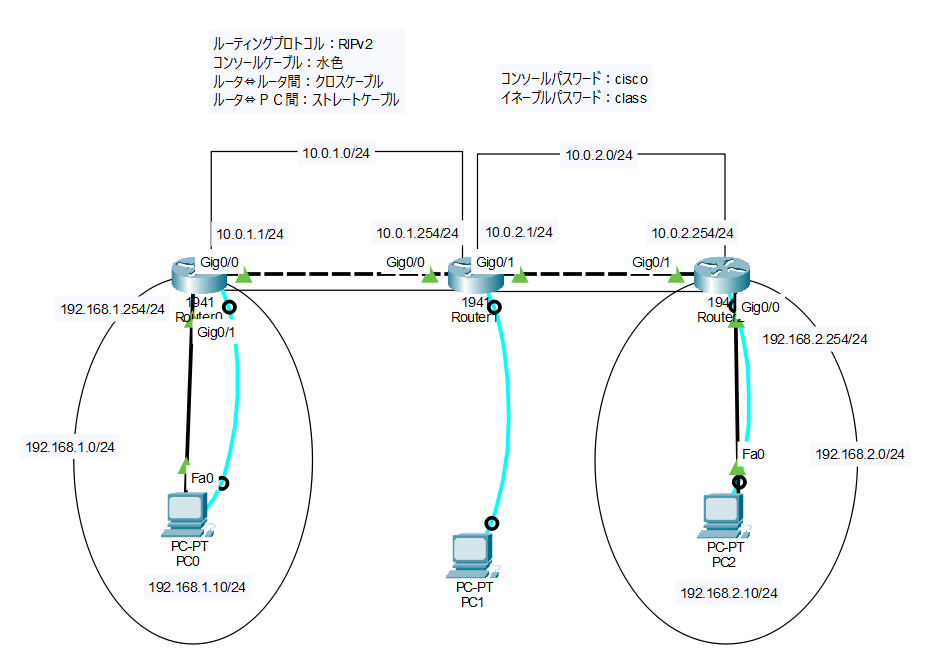 ルーティングプロトコル：RIPv2
コンソールケーブル：水色
ルータ⇔ルータ間：クロスケーブル
ルータ⇔ＰＣ間：ストレートケーブル
コンソールパスワード：cisco
イネーブルパスワード：class
10.0.1.0/24
10.0.2.0/24
10.0.1.1/24
10.0.1.254/24
10.0.2.1/24
10.0.2.254/24
Gig0/0
Gig0/0
Gig0/1
Gig0/1
192.168.1.254/24
1941
Router0
Gig0/1
1941
Router1
194
Router
Gig0/0
192.168.2.254/24
192.168.1.0/24
192.168.2.0/24
Fa0
Fa0
PC-PT
PC0
192.168.1.10/24
PC-PT
PC1
PC-PT
PC2
192.168.2.10/24